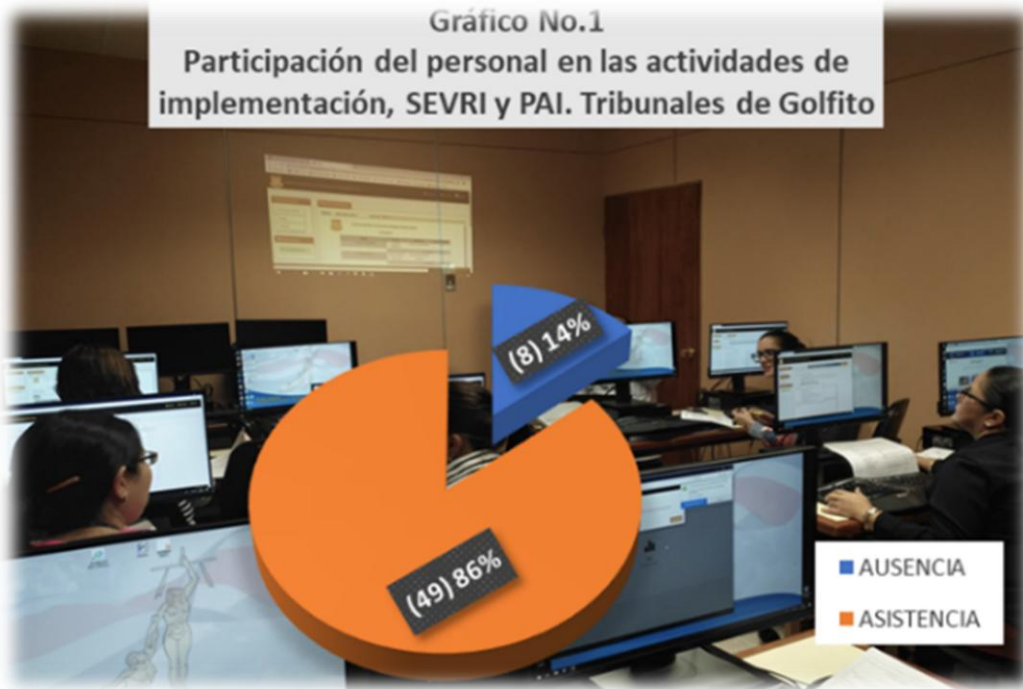 Gráfico No.1
Participación del personal en las actividades de
implementación, SEVRI y PAI. Tribunales de Golfito
(8) 14%
(49) 86%
AUSENCIA
ASISTENCIA